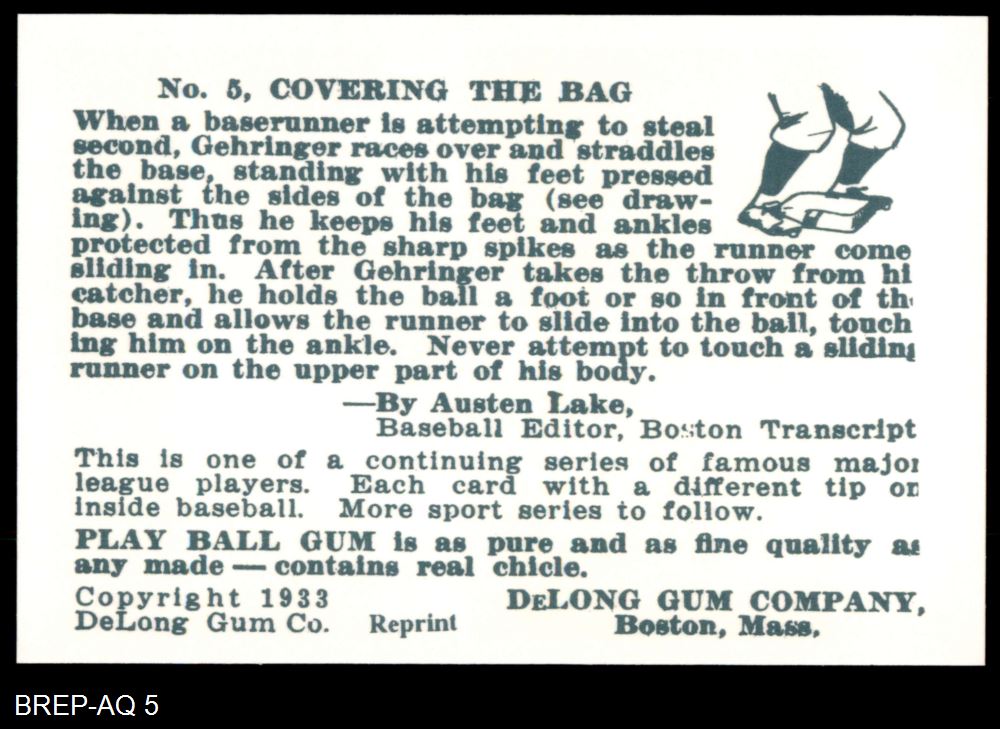 No. 5, COVERING THE BAG
When a baserunner is attempting to steal
second, Gehringer races over and straddles
the base, standing with his feet pressed
against the sides of the bag (see draw-
ing). Thus he keeps his feet and ankles
protected from the sharp spikes as the runner come
sliding in. After Gehringer takes the throw from hi
catcher, he holds the ball a foot or so in front of th
base and allows the runner to slide into the ball, touch
ing him on the ankle. Never attempt to touch a sliding
runner on the upper part of his body.
—By Austen Lake,
Baseball Editor, Boston Transcript
This is one of a continuing series of famous major
league players. Each card with a different tip on
inside baseball. More sport series to follow.
PLAY BALL GUM is as pure and as fine quality as
any made — contains real chicle.
Copyright 1933
DeLong Gum Co. Reprint
DELONG GUM COMPANY,
Boston, Mass.
BREP-AQ 5